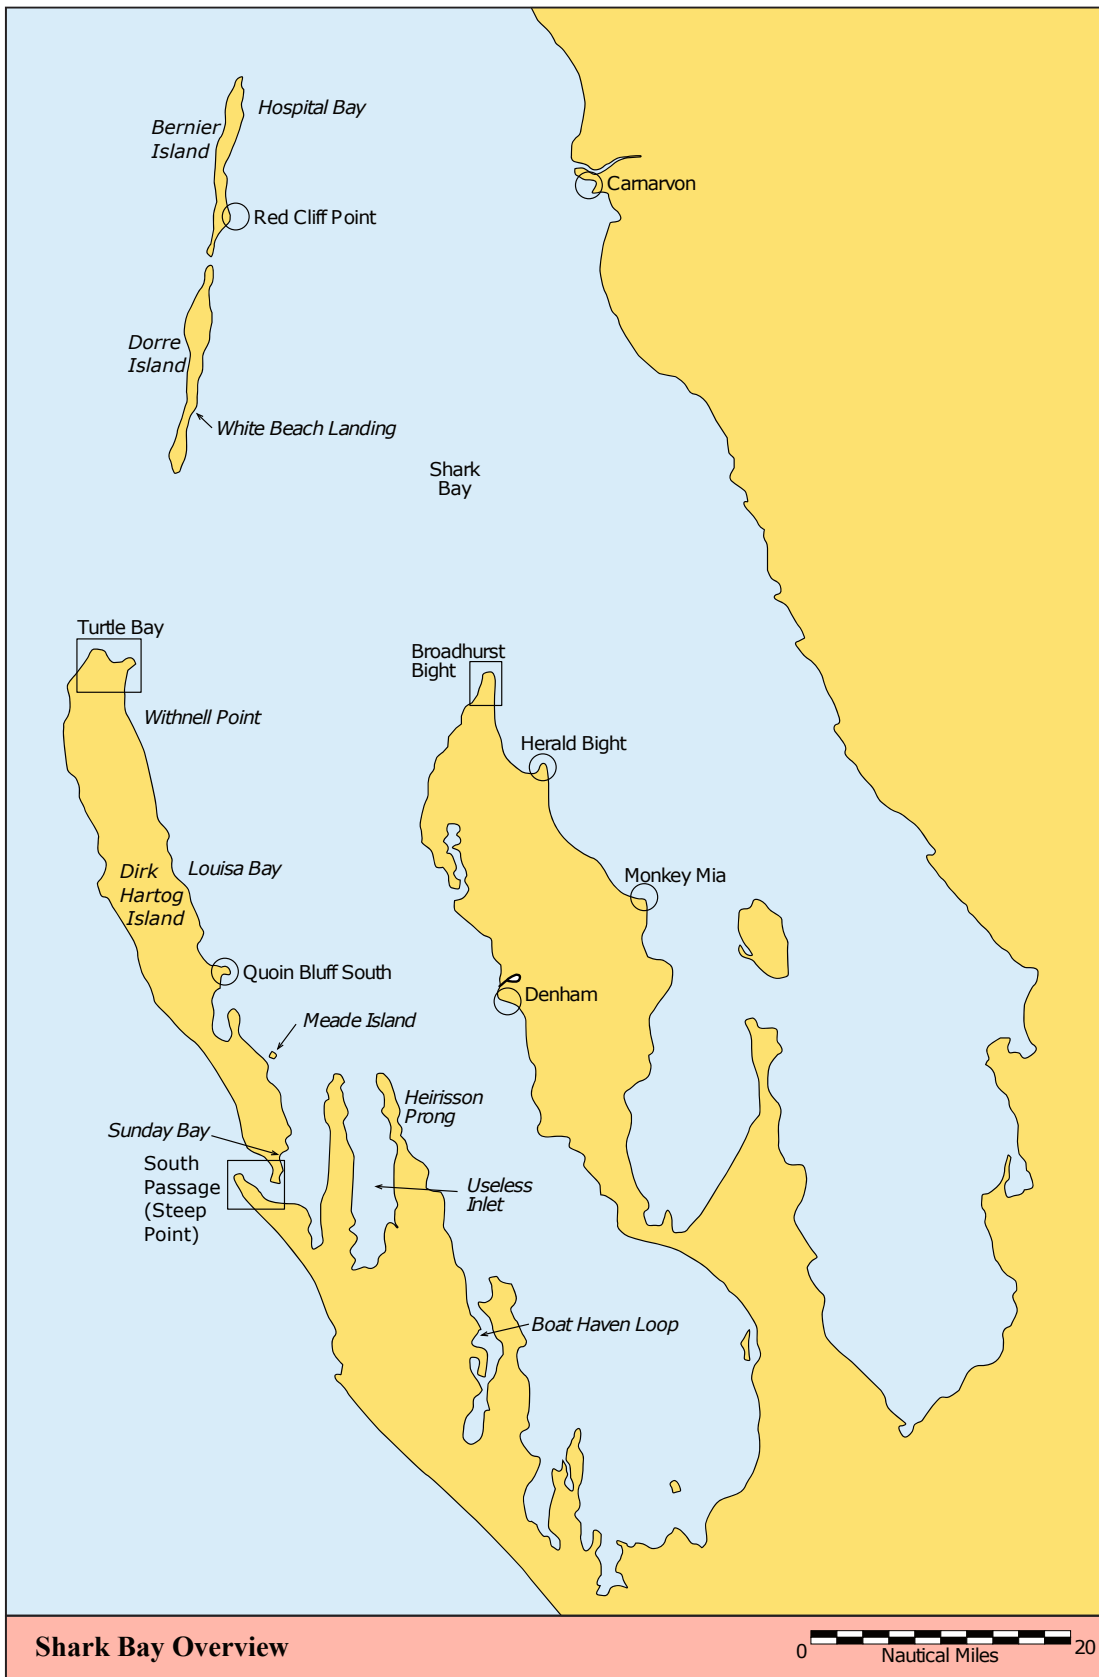 Hospital Bay
Bernier
Island
Carnarvon
Red Cliff Point
Dorre
Island
White Beach Landing
Shark
Bay
Turtle Bay
Broadhurst
Bight
Withnell Point
Herald Bight
Louisa Bay
Dirk
Hartog
Island
Monkey Mia
Quoin Bluff South
Denham
Meade Island
Heirisson
Prong
Sunday Bay
South
Passage
(Steep
Point)
Useless
Inlet
Boat Haven Loop
Shark Bay Overview
0 20
Nautical Miles